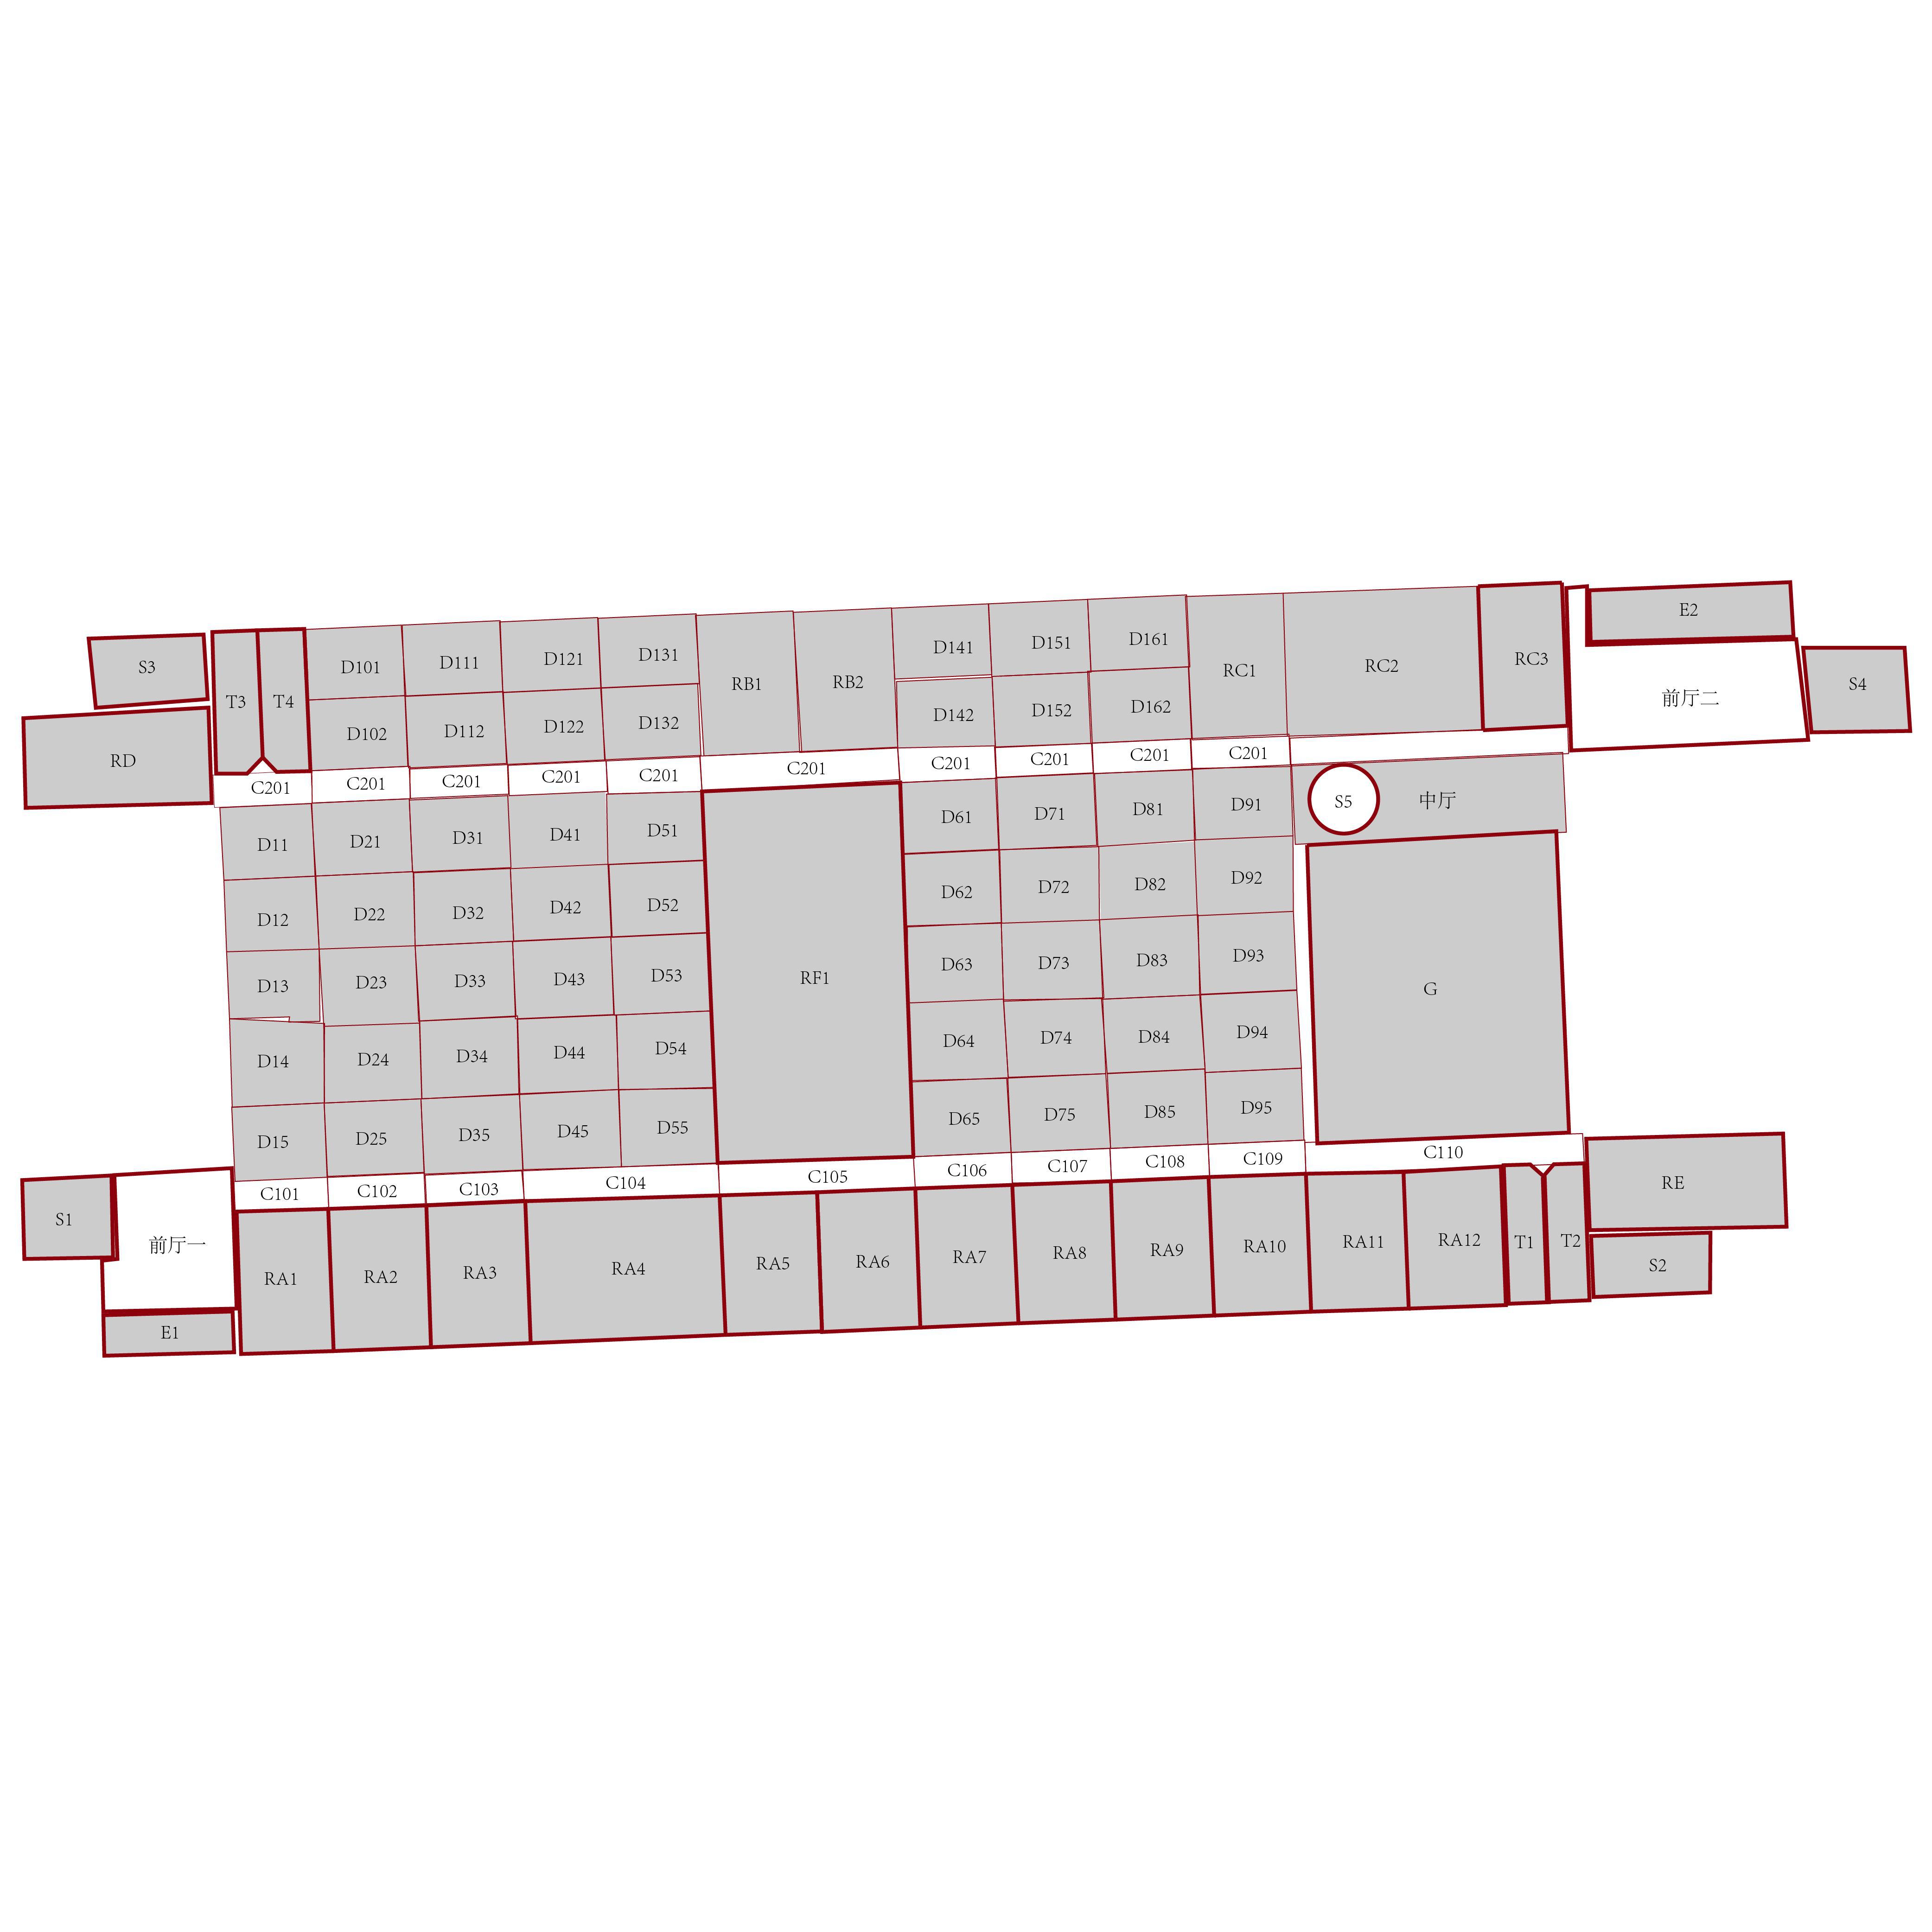 E2
S3
T3
T4
D101
D111
D121
D131
RB1
RB2
D141
D151
D161
RC1
RC2
RC3
前厅二
S4
RD
D102
D112
D122
D132
D142
D152
D162
C201
C201
C201
C201
C201
C201
C201
C201
C201
C201
D11
D21
D31
D41
D51
D61
D71
D81
D91
S5
中厅
D12
D22
D32
D42
D52
D62
D72
D82
D92
D13
D23
D33
D43
D53
RF1
D63
D73
D83
D93
G
D14
D24
D34
D44
D54
D64
D74
D84
D94
D15
D25
D35
D45
D55
D65
D75
D85
D95
C101
C102
C103
C104
C105
C106
C107
C108
C109
C110
S1
前厅一
RA1
RA2
RA3
RA4
RA5
RA6
RA7
RA8
RA9
RA10
RA11
RA12
T1
T2
RE
S2
E1